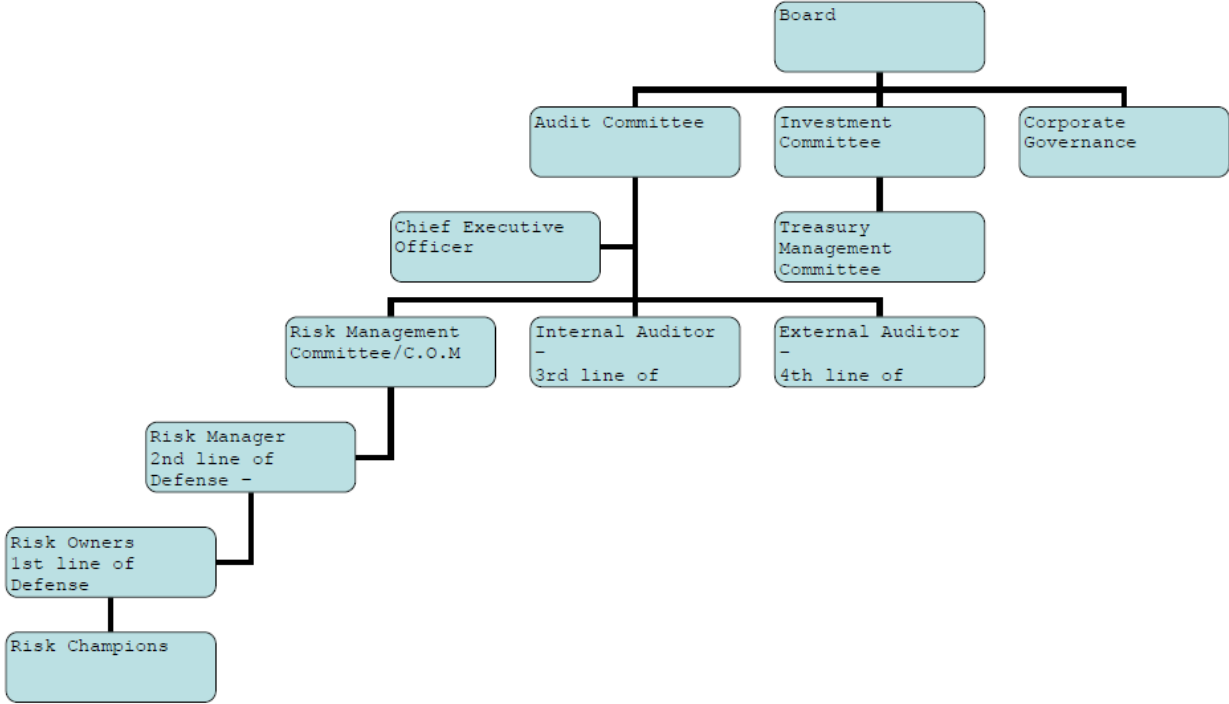 Board
Audit Committee
Investment
Committee
Corporate
Governance
Chief Executive
Officer
Treasury
Management
Committee
Risk Management
Committee/C.O.M
Internal Auditor
–
3rd line of
External Auditor
–
4th line of
Risk Manager
2nd line of
Defense –
Risk Owners
1st line of
Defense
Risk Champions